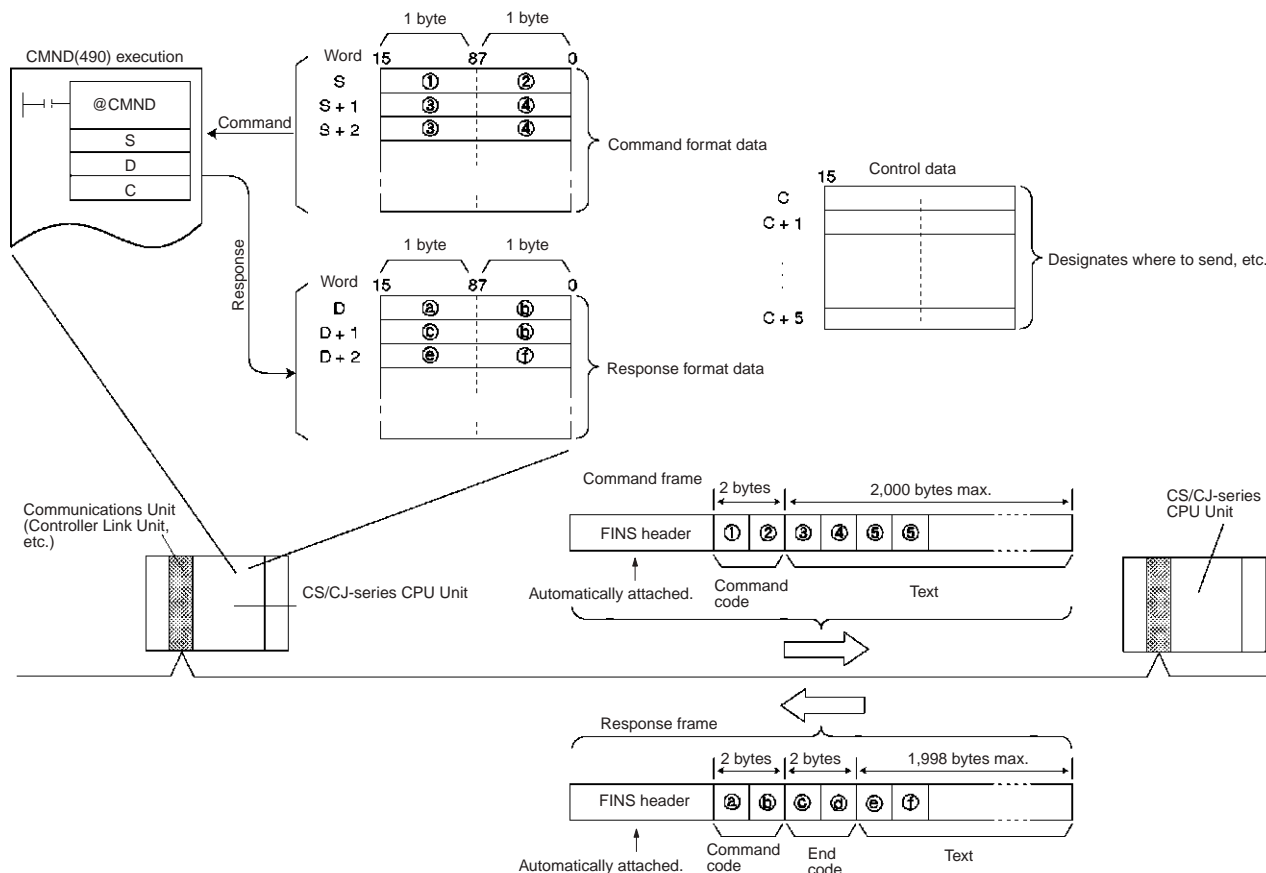 CMND(490) execution
@CMND
S
D
C
Command
Response
1 byte 1 byte
Word 15 87 0
S ① ②
S + 1 ③ ④
S + 2 ③ ④
Command format data
1 byte 1 byte
Word 15 87 0
D ⓐ ⓑ
D + 1 ⓒ ⓑ
D + 2 ⓔ ⓕ
Response format data
Control data
15
C
C + 1
C + 5
Designates where to send, etc.
Communications Unit
(Controller Link Unit,
etc.)
CS/CJ-series CPU Unit
Command frame
2 bytes 2,000 bytes max.
FINS header ① ② ③ ④ ⑤ ⑤
Automatically attached.
Command
code
Text
CS/CJ-series
CPU Unit
Response frame
2 bytes 2 bytes 1,998 bytes max.
FINS header ⓐ ⓑ ⓒ ⓓ ⓔ ⓕ
Automatically attached.
Command
code
End
code
Text